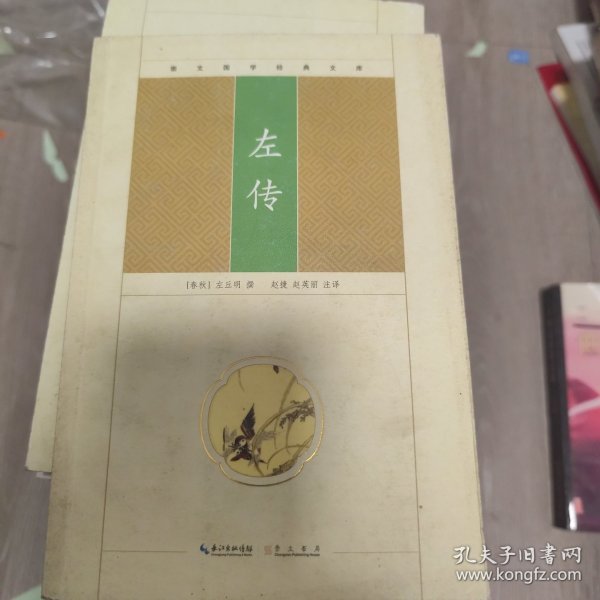 崇文国学经典文库
左传
[春秋] 左丘明 撰 赵捷 赵英丽 注译
长江出版传媒
崇文书局
孔夫子旧书网
www.kongfz.com